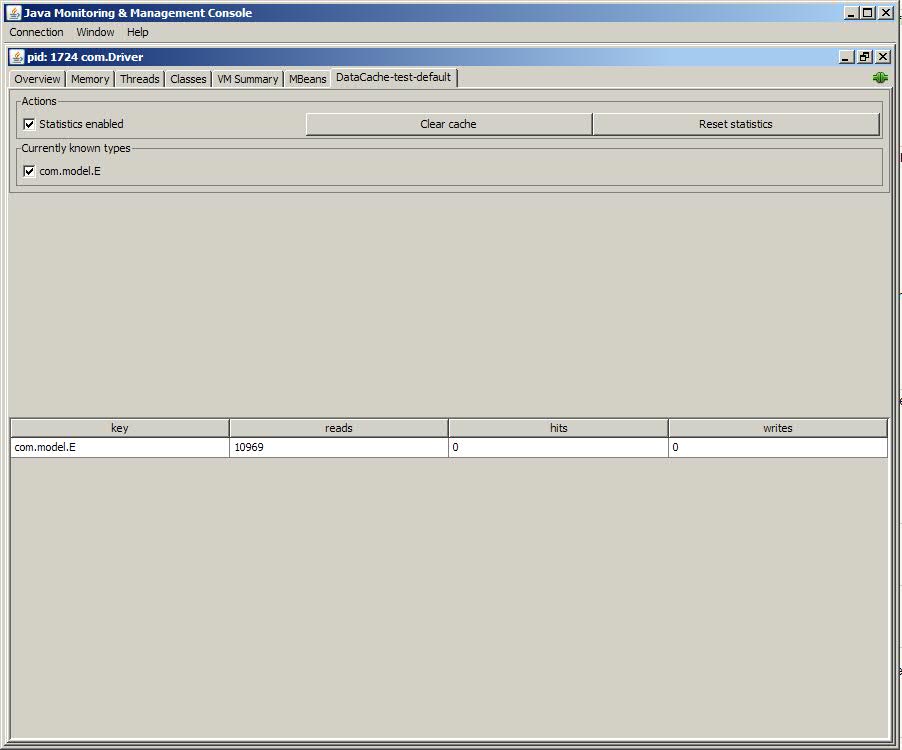 Java Monitoring & Management Console
Connection Window Help
pid: 1724 com.Driver
Overview Memory Threads Classes VM Summary MBeans DataCache-test-default
Actions
Statistics enabled Clear cache Reset statistics
Currently known types
com.model.E
key reads hits writes
com.model.E 10969 0 0